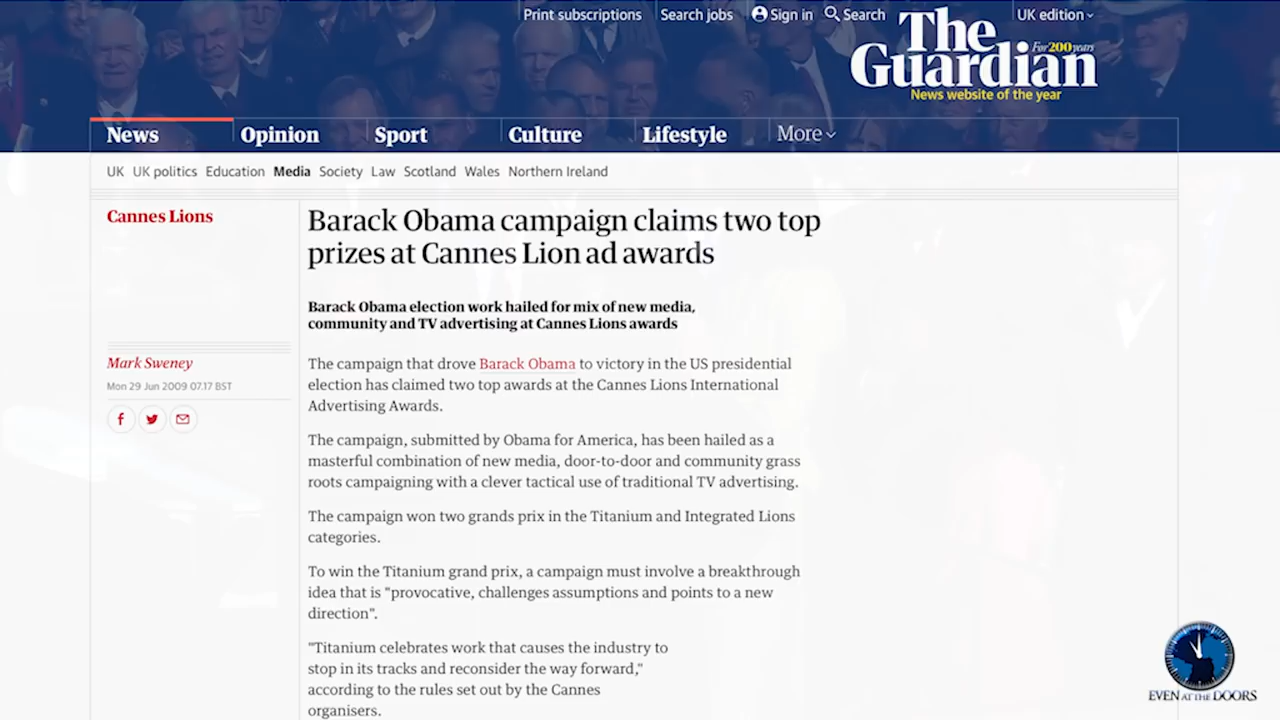 Print subscriptions Search jobs Sign in Search UK edition
The
Guardian
For 200 years
News website of the year
News Opinion Sport Culture Lifestyle More
UK UK politics Education Media Society Law Scotland Wales Northern Ireland
Cannes Lions
Barack Obama campaign claims two top
prizes at Cannes Lion ad awards
Barack Obama election work hailed for mix of new media,
community and TV advertising at Cannes Lions awards
Mark Sweney
Mon 29 Jun 2009 07.17 BST
The campaign that drove Barack Obama to victory in the US presidential
election has claimed two top awards at the Cannes Lions International
Advertising Awards.
The campaign, submitted by Obama for America, has been hailed as a
masterful combination of new media, door-to-door and community grass
roots campaigning with a clever tactical use of traditional TV advertising.
The campaign won two grands prix in the Titanium and Integrated Lions
categories.
To win the Titanium grand prix, a campaign must involve a breakthrough
idea that is "provocative, challenges assumptions and points to a new
direction".
"Titanium celebrates work that causes the industry to
stop in its tracks and reconsider the way forward,"
according to the rules set out by the Cannes
organisers.
EVEN AT THE DOORS